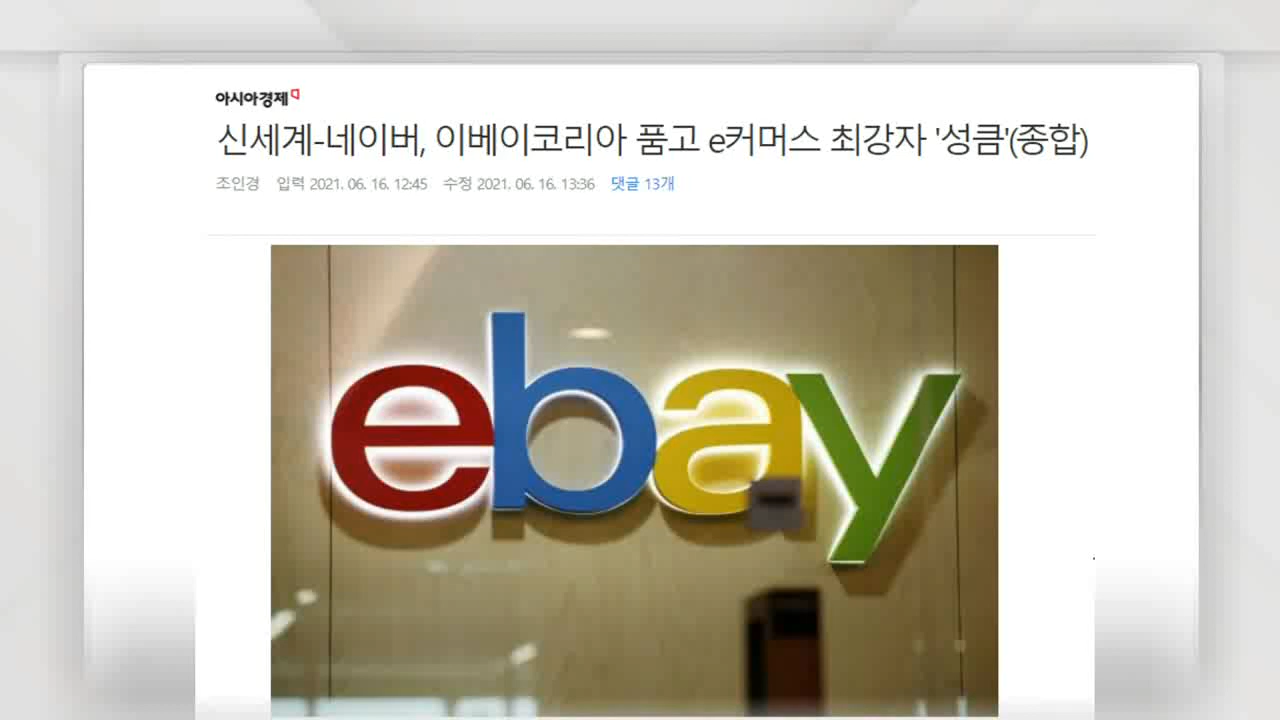 아시아경제
신세계-네이버, 이베이코리아 품고 e커머스 최강자 '성큼'(종합)
조인경 입력 2021. 06. 16. 12:45 수정 2021. 06. 16. 13:36 댓글 13개
ebay